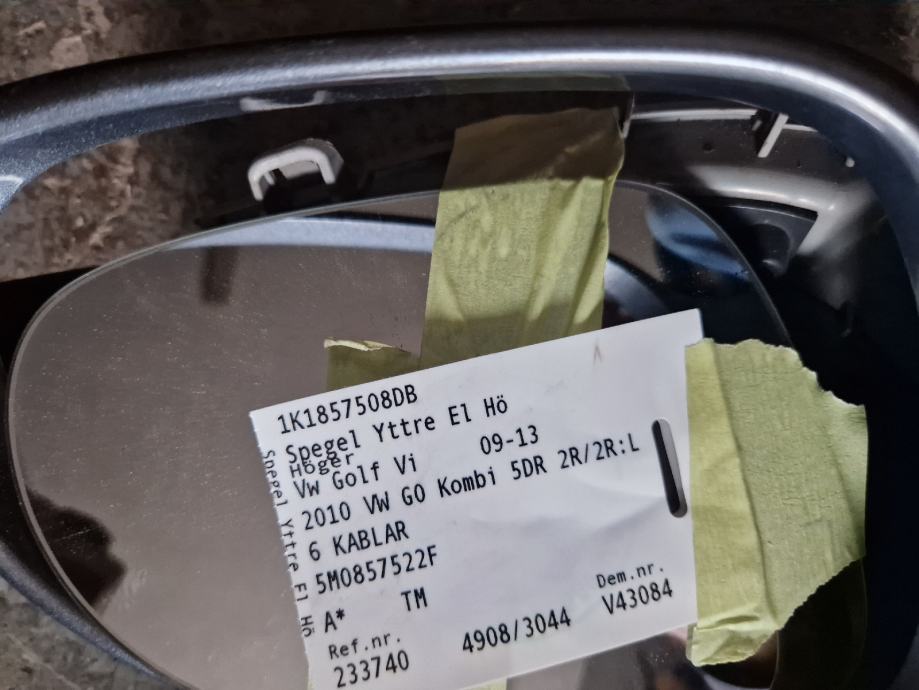 1K1857508DB
Spegel Yttre El Hö
Höger
Vw Golf Vi 09-13
2010 VW GO Kombi 5DR 2R/2R:L
6 KABLAR
5M0857522F
A* TM
Ref.nr. 4908/3044 Dem.nr.
233740 V43084
Spegel Yttre El Hö